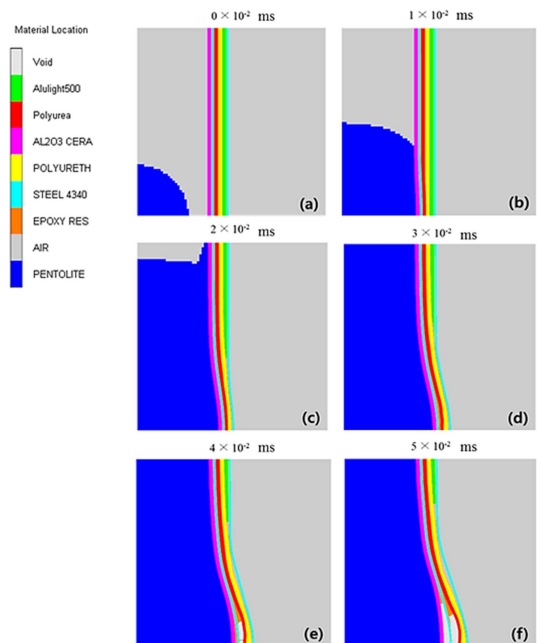 0 × 10⁻² ms
1 × 10⁻² ms
Material Location
Void
Alulight500
Polyurea
AL2O3 CERA
POLYURETH
STEEL 4340
EPOXY RES
AIR
PENTOLITE
(a)
(b)
2 × 10⁻² ms
3 × 10⁻² ms
(c)
(d)
4 × 10⁻² ms
5 × 10⁻² ms
(e)
(f)